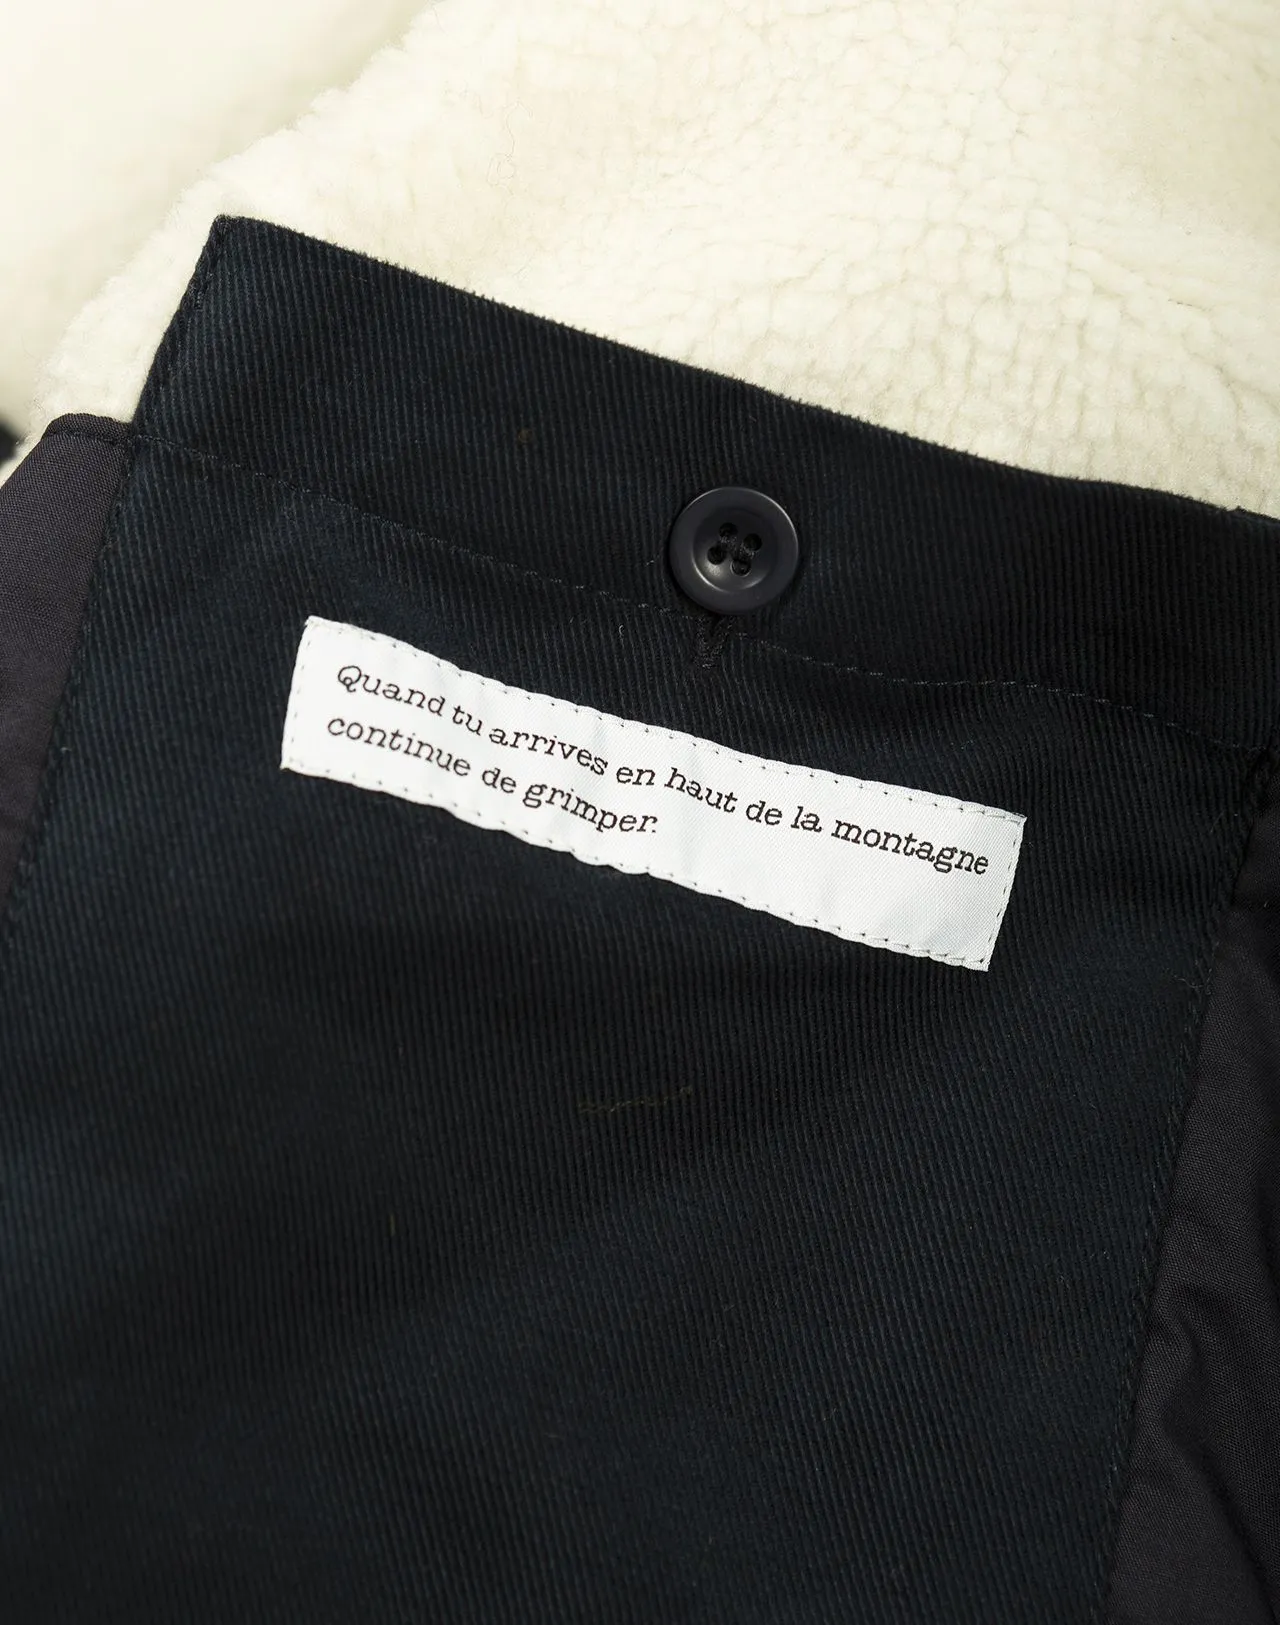 Quand tu arrives en haut de la montagne
continue de grimper.